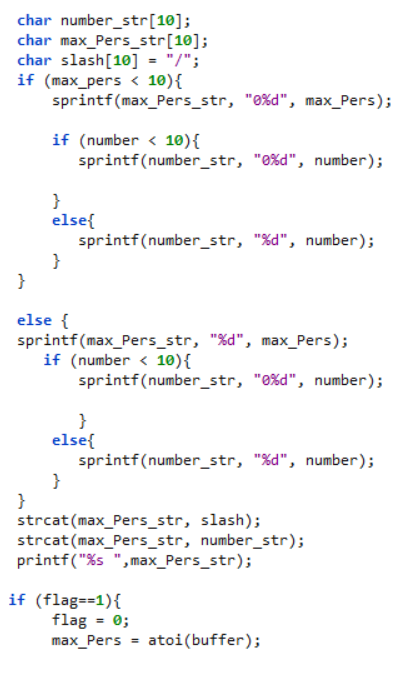 char number_str[10];
char max_Pers_str[10];
char slash[10] = "/";
if (max_pers < 10){
sprintf(max_Pers_str, "0%d", max_Pers);
if (number < 10){
sprintf(number_str, "0%d", number);
}
else{
sprintf(number_str, "%d", number);
}
}
else {
sprintf(max_Pers_str, "%d", max_Pers);
if (number < 10){
sprintf(number_str, "0%d", number);
}
else{
sprintf(number_str, "%d", number);
}
}
strcat(max_Pers_str, slash);
strcat(max_Pers_str, number_str);
printf("%s ",max_Pers_str);
if (flag==1){
flag = 0;
max_Pers = atoi(buffer);